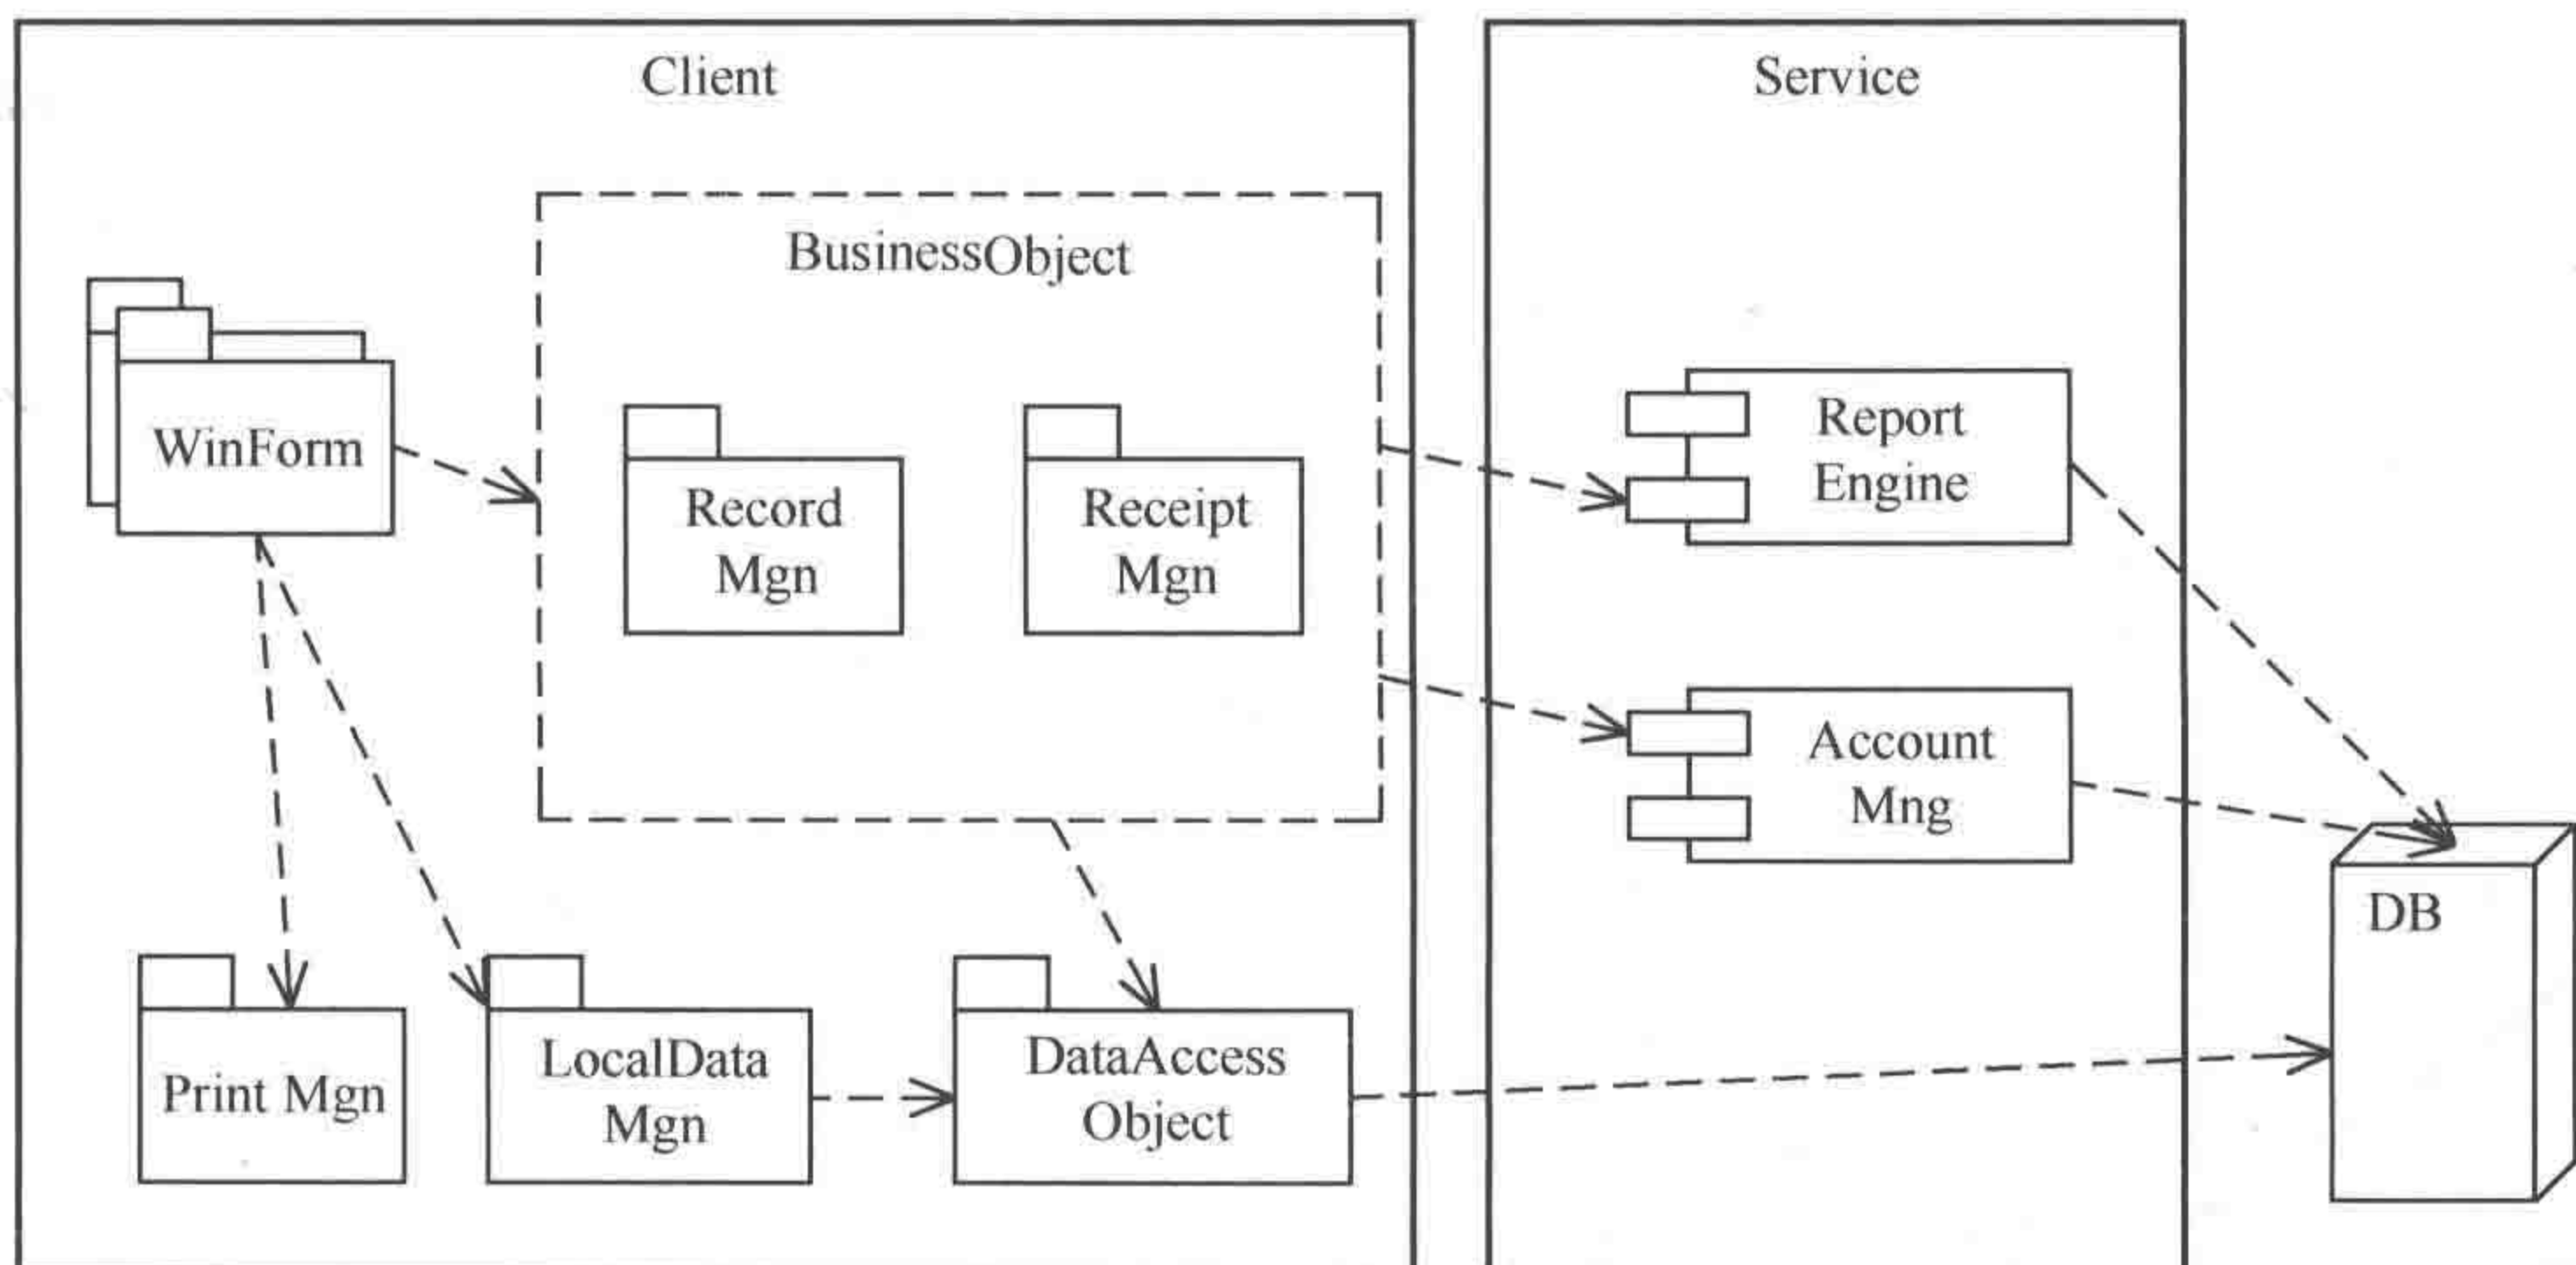 Client
Service
BusinessObject
WinForm
Record
Mgn
Receipt
Mgn
Report
Engine
Account
Mng
DB
Print Mgn
LocalData
Mgn
DataAccess
Object